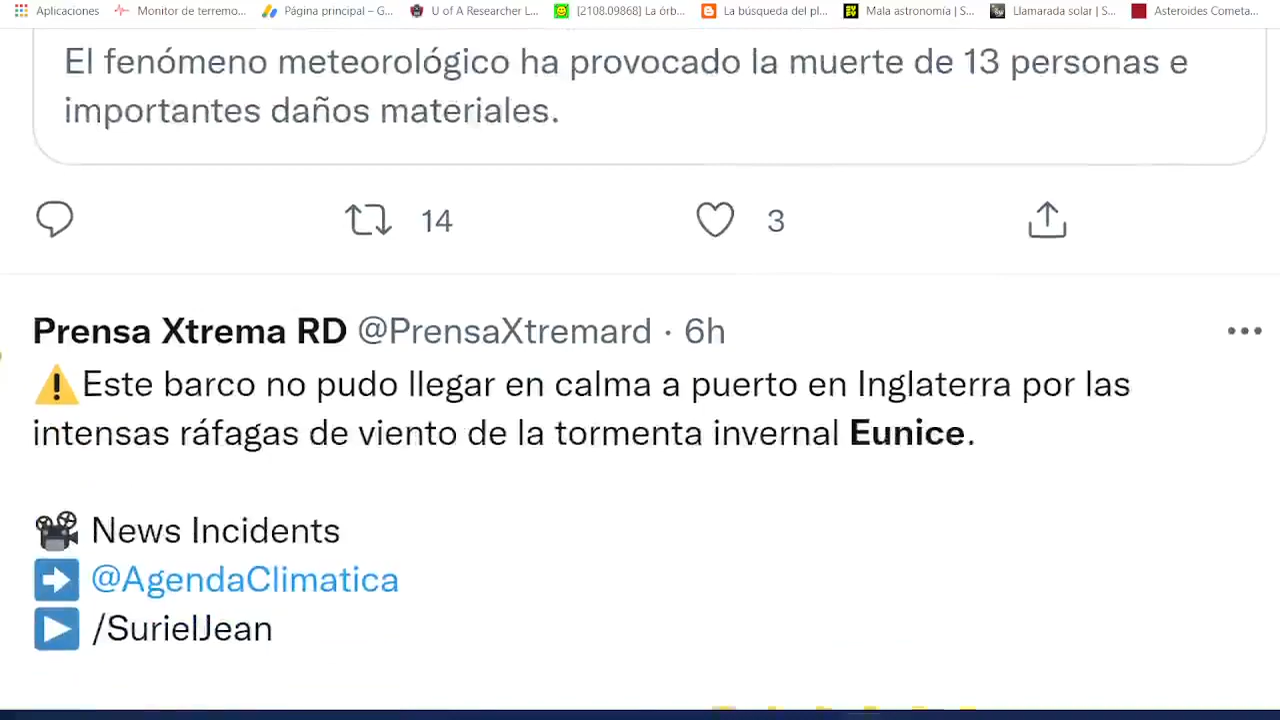 Aplicaciones Monitor de terremo... Página principal – G... U of A Researcher L... [2108.09868] La órb... La búsqueda del pl... Mala astronomía | S... Llamarada solar | S... Asteroides Cometa...
El fenómeno meteorológico ha provocado la muerte de 13 personas e
importantes daños materiales.
14 3
Prensa Xtrema RD @PrensaXtremard · 6h
⚠️Este barco no pudo llegar en calma a puerto en Inglaterra por las
intensas ráfagas de viento de la tormenta invernal Eunice.
🎥 News Incidents
➡️ @AgendaClimatica
▶️ /SurielJean